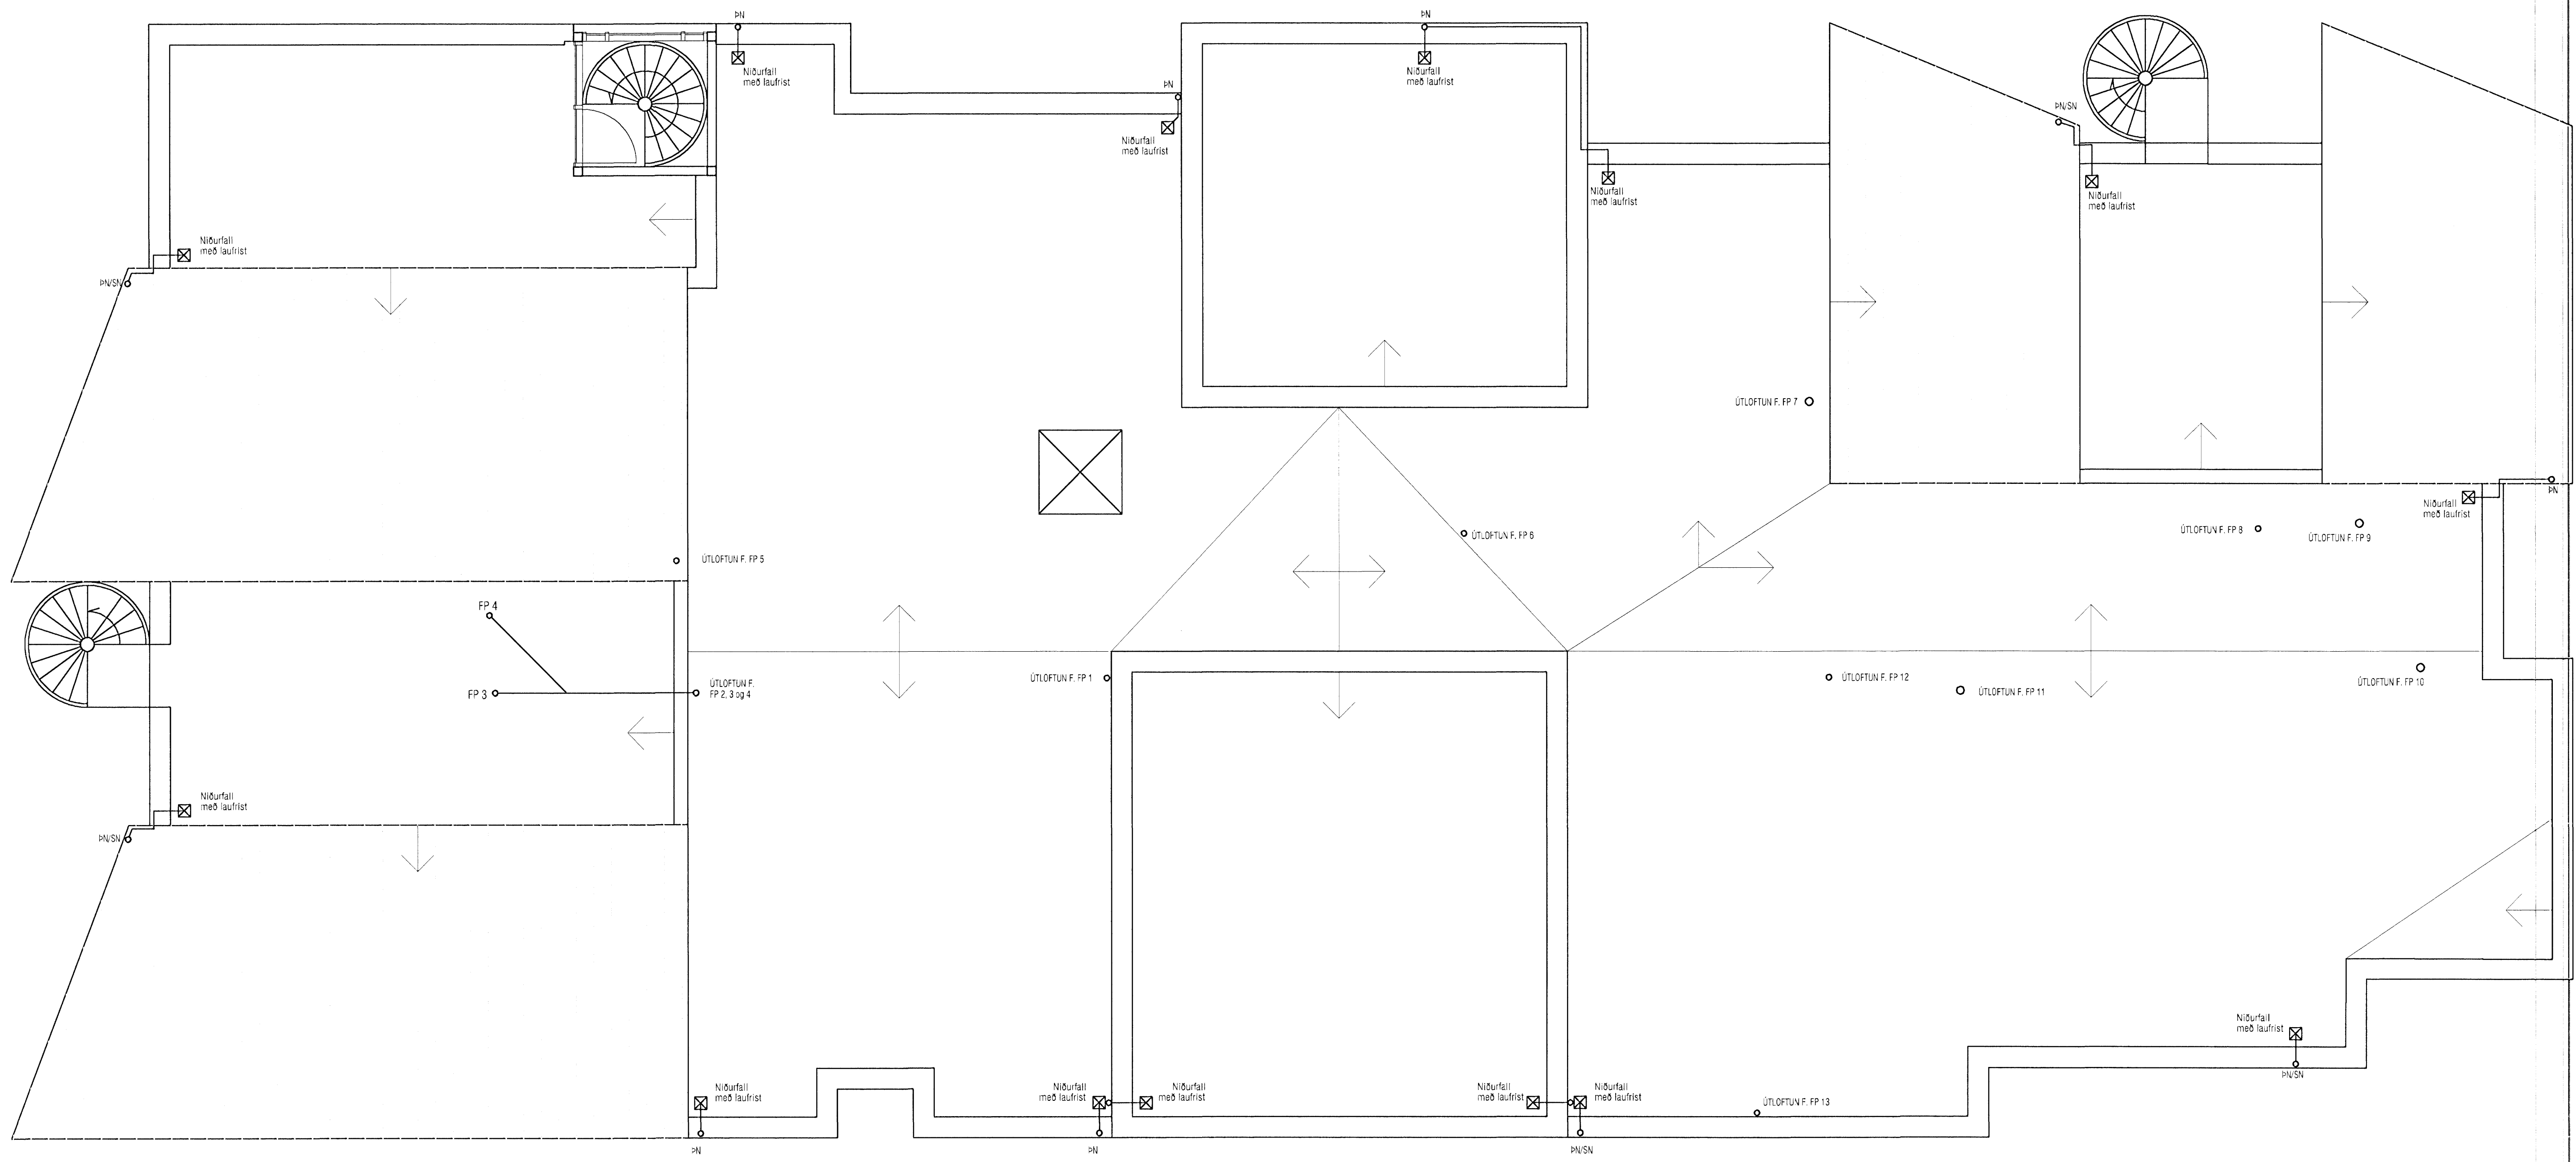 ÞN
Niðurfall
með laufrist
ÞN
Niðurfall
með laufrist
ÞN
Niðurfall
með laufrist
Niðurfall
með laufrist
ÞN/SN
Niðurfall
með laufrist
Niðurfall
með laufrist
ÞN/SN
ÚTLOFTUN F. FP 7
Niðurfall
með laufrist
ÞN
ÚTLOFTUN F. FP 5
ÚTLOFTUN F. FP 6
ÚTLOFTUN F. FP 8
ÚTLOFTUN F. FP 9
FP 4
FP 3
ÚTLOFTUN F.
FP 2, 3 og 4
ÚTLOFTUN F. FP 1
ÚTLOFTUN F. FP 12
ÚTLOFTUN F. FP 11
ÚTLOFTUN F. FP 10
Niðurfall
með laufrist
ÞN/SN
Niðurfall
með laufrist
ÞN/SN
Niðurfall
með laufrist
Niðurfall
með laufrist
Niðurfall
með laufrist
Niðurfall
með laufrist
Niðurfall
með laufrist
ÚTLOFTUN F. FP 13
ÞN
ÞN
ÞN/SN